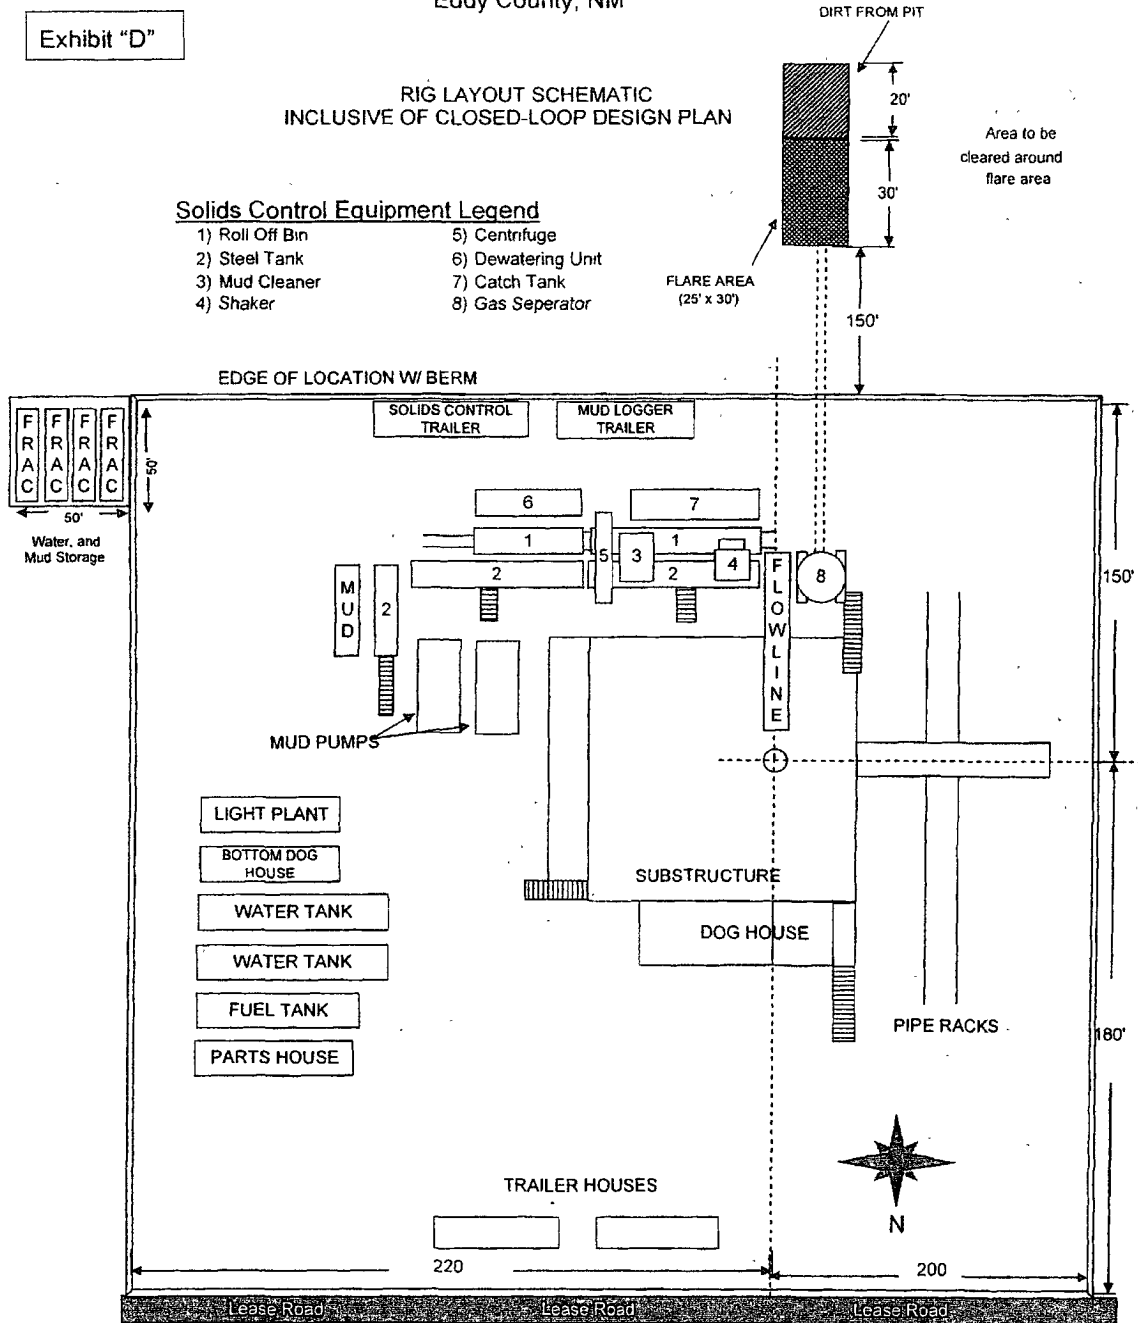 Eddy County, NM
Exhibit “D”
DIRT FROM PIT
RIG LAYOUT SCHEMATIC
INCLUSIVE OF CLOSED-LOOP DESIGN PLAN
20'
Area to be
cleared around
flare area
30'
Solids Control Equipment Legend
1) Roll Off Bin
2) Steel Tank
3) Mud Cleaner
4) Shaker
5) Centrifuge
6) Dewatering Unit
7) Catch Tank
8) Gas Seperator
FLARE AREA
(25' x 30')
150'
EDGE OF LOCATION W/ BERM
SOLIDS CONTROL
TRAILER
MUD LOGGER
TRAILER
FRAC
FRAC
FRAC
FRAC
50'
50'
Water, and
Mud Storage
6
7
1
1
5
3
4
2
2
2
8
MUD
FLOWLINE
150'
MUD PUMPS
LIGHT PLANT
BOTTOM DOG
HOUSE
WATER TANK
WATER TANK
FUEL TANK
PARTS HOUSE
SUBSTRUCTURE
DOG HOUSE
PIPE RACKS
180'
N
TRAILER HOUSES
220
200
Lease Road
Lease Road
Lease Road